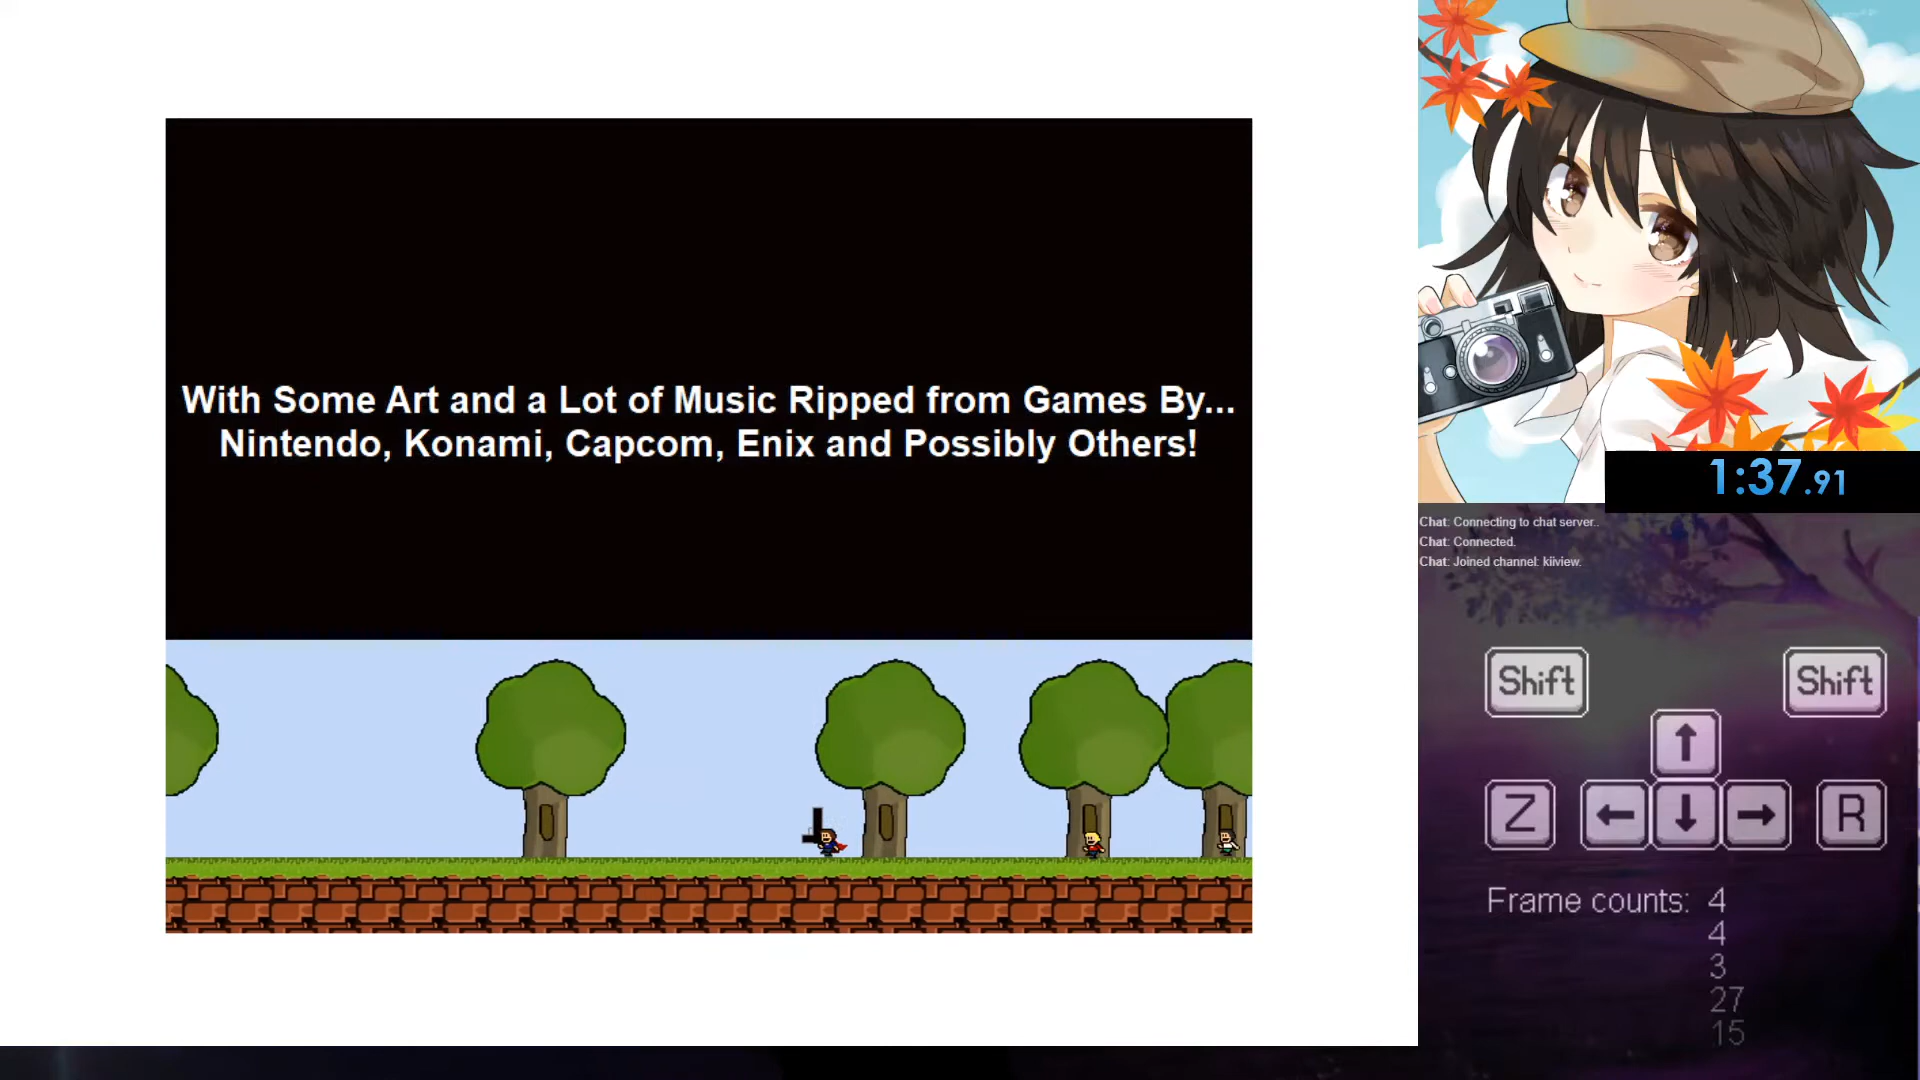 With Some Art and a Lot of Music Ripped from Games By...
Nintendo, Konami, Capcom, Enix and Possibly Others!
1:37.91
Chat: Connecting to chat server..
Chat: Connected.
Chat: Joined channel: kiiview.
Shift Shift
↑
Z ← ↓ → R
Frame counts: 4
4
3
27
15